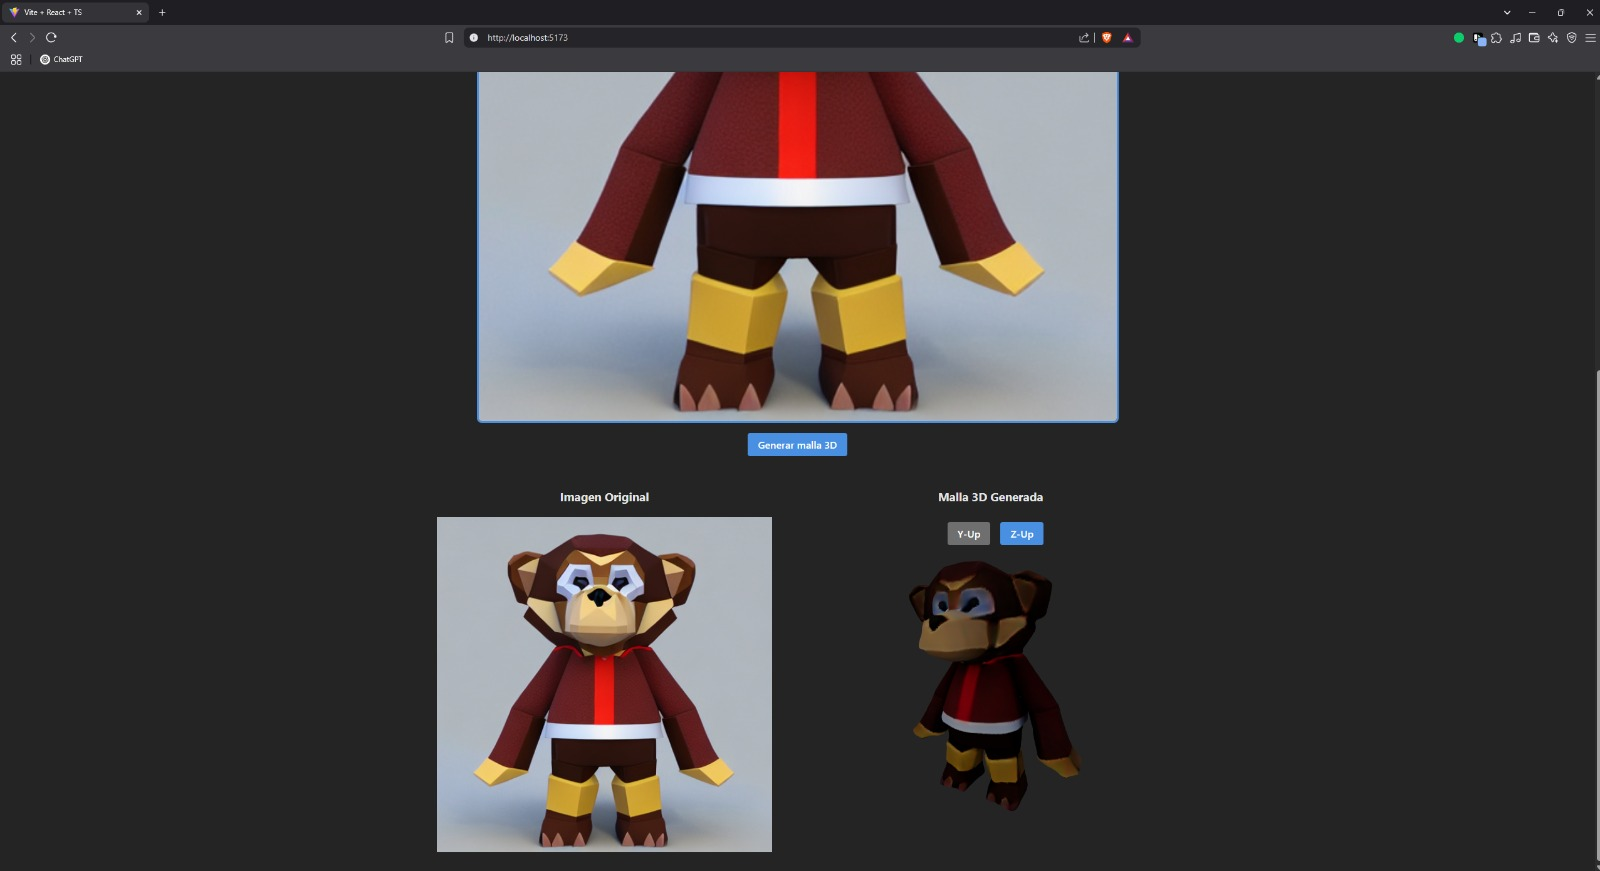 Vite + React + TS
http://localhost:5173
ChatGPT
Generar malla 3D
Imagen Original
Malla 3D Generada
Y-Up
Z-Up